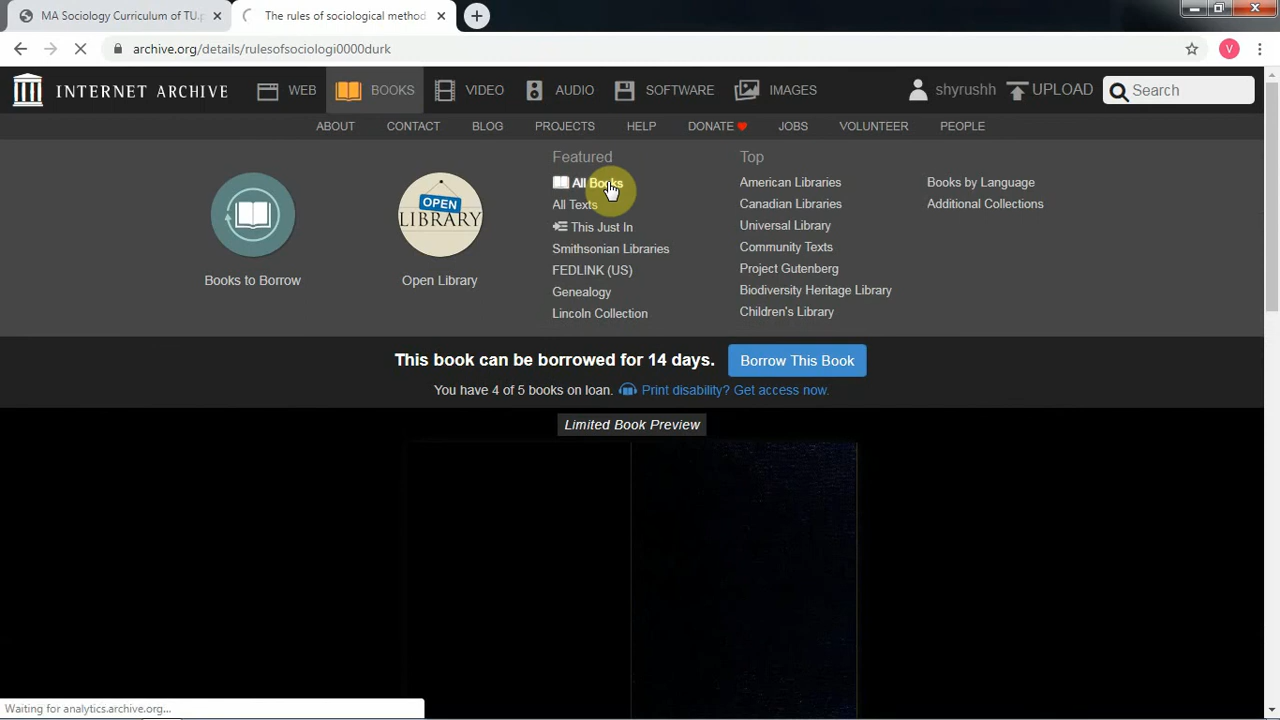 MA Sociology Curriculum of TU.p
The rules of sociological method
archive.org/details/rulesofsociologi0000durk
V
INTERNET ARCHIVE
WEB
BOOKS
VIDEO
AUDIO
SOFTWARE
IMAGES
shyrushh
UPLOAD
Search
ABOUT
CONTACT
BLOG
PROJECTS
HELP
DONATE
JOBS
VOLUNTEER
PEOPLE
Books to Borrow
OPEN
LIBRARY
Open Library
Featured
All Books
All Texts
This Just In
Smithsonian Libraries
FEDLINK (US)
Genealogy
Lincoln Collection
Top
American Libraries
Canadian Libraries
Universal Library
Community Texts
Project Gutenberg
Biodiversity Heritage Library
Children's Library
Books by Language
Additional Collections
This book can be borrowed for 14 days.
Borrow This Book
You have 4 of 5 books on loan.
Print disability? Get access now.
Limited Book Preview
Waiting for analytics.archive.org...